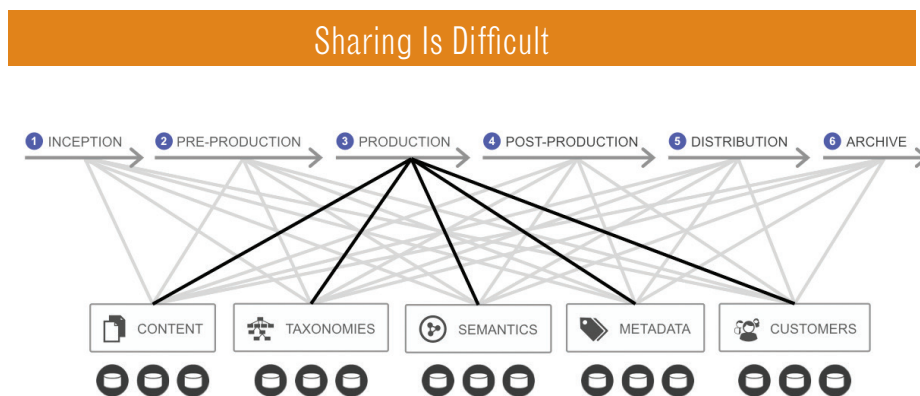 Sharing Is Difficult
1 INCEPTION 2 PRE-PRODUCTION 3 PRODUCTION 4 POST-PRODUCTION 5 DISTRIBUTION 6 ARCHIVE
CONTENT TAXONOMIES SEMANTICS METADATA CUSTOMERS